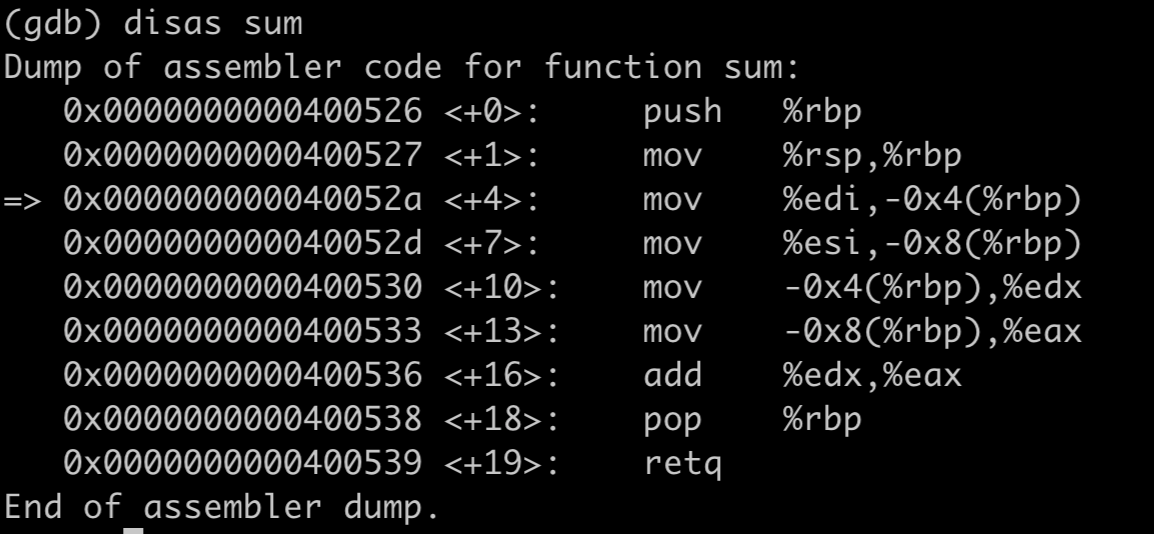 (gdb) disas sum
Dump of assembler code for function sum:
   0x0000000000400526 <+0>:     push   %rbp
   0x0000000000400527 <+1>:     mov    %rsp,%rbp
=> 0x000000000040052a <+4>:     mov    %edi,-0x4(%rbp)
   0x000000000040052d <+7>:     mov    %esi,-0x8(%rbp)
   0x0000000000400530 <+10>:    mov    -0x4(%rbp),%edx
   0x0000000000400533 <+13>:    mov    -0x8(%rbp),%eax
   0x0000000000400536 <+16>:    add    %edx,%eax
   0x0000000000400538 <+18>:    pop    %rbp
   0x0000000000400539 <+19>:    retq
End of assembler dump.